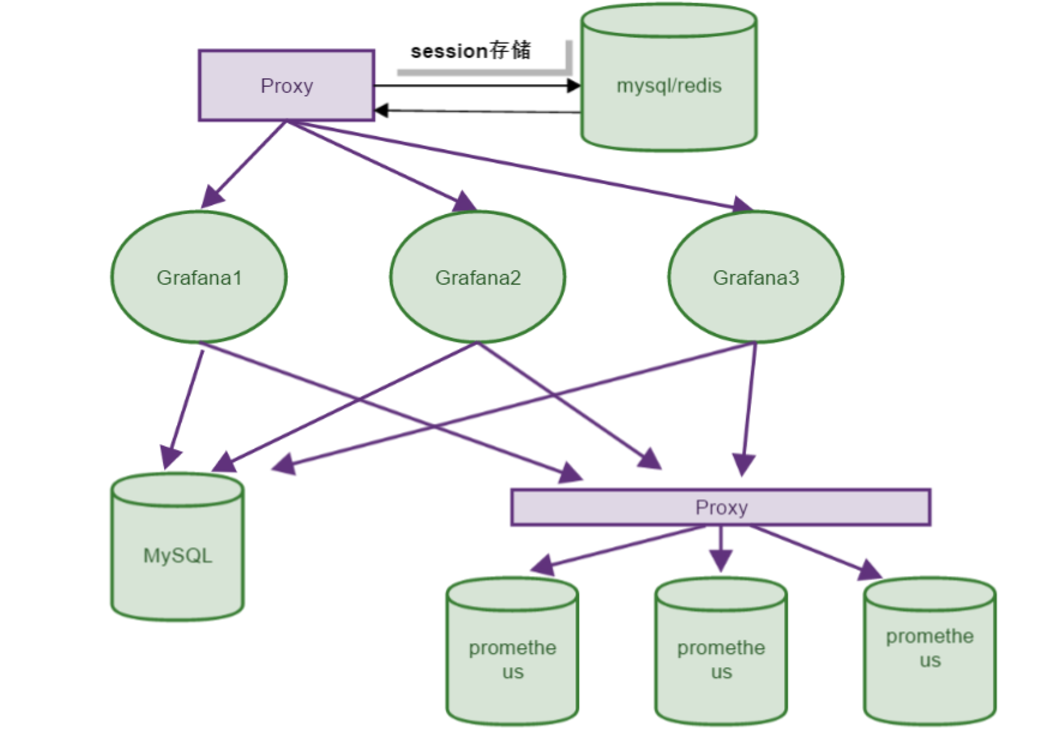 session存储
Proxy
mysql/redis
Grafana1
Grafana2
Grafana3
Proxy
MySQL
promethe
us
promethe
us
promethe
us